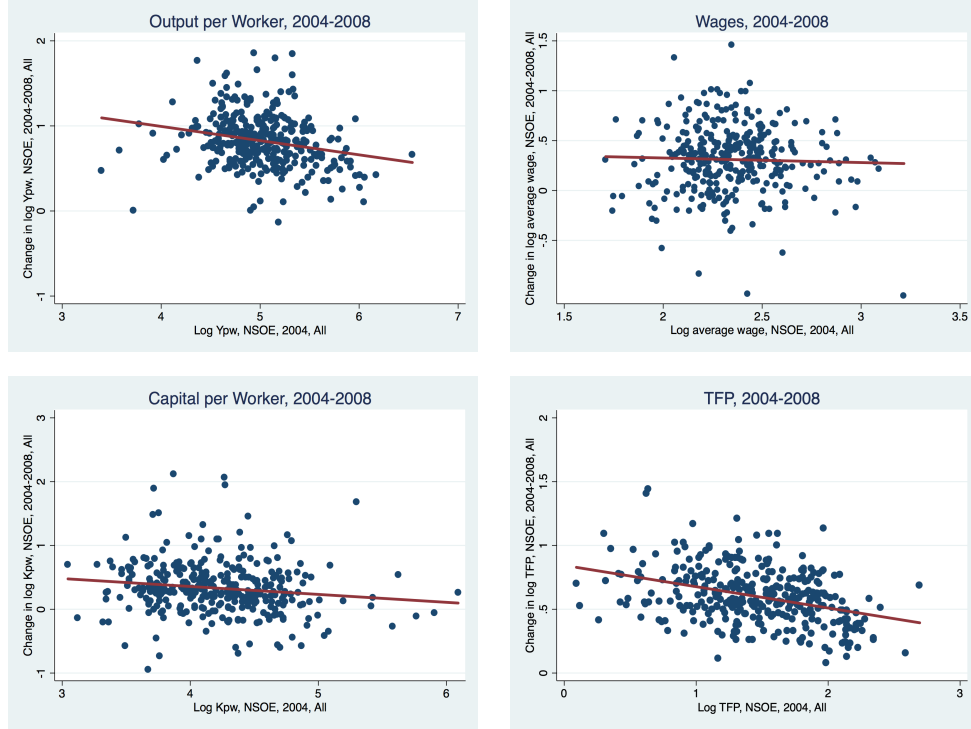 Output per Worker, 2004-2008
Change in log Ypw, NSOE, 2004-2008, All
2
1
0
-1
3 4 5 6 7
Log Ypw, NSOE, 2004, All
Wages, 2004-2008
Change in log average wage, NSOE, 2004-2008, All
1.5
1
.5
0
-.5
1.5 2 2.5 3 3.5
Log average wage, NSOE, 2004, All
Capital per Worker, 2004-2008
Change in log Kpw, NSOE, 2004-2008, All
3
2
1
0
-1
3 4 5 6
Log Kpw, NSOE, 2004, All
TFP, 2004-2008
Change in log TFP, NSOE, 2004-2008, All
2
1.5
1
.5
0
0 1 2 3
Log TFP, NSOE, 2004, All